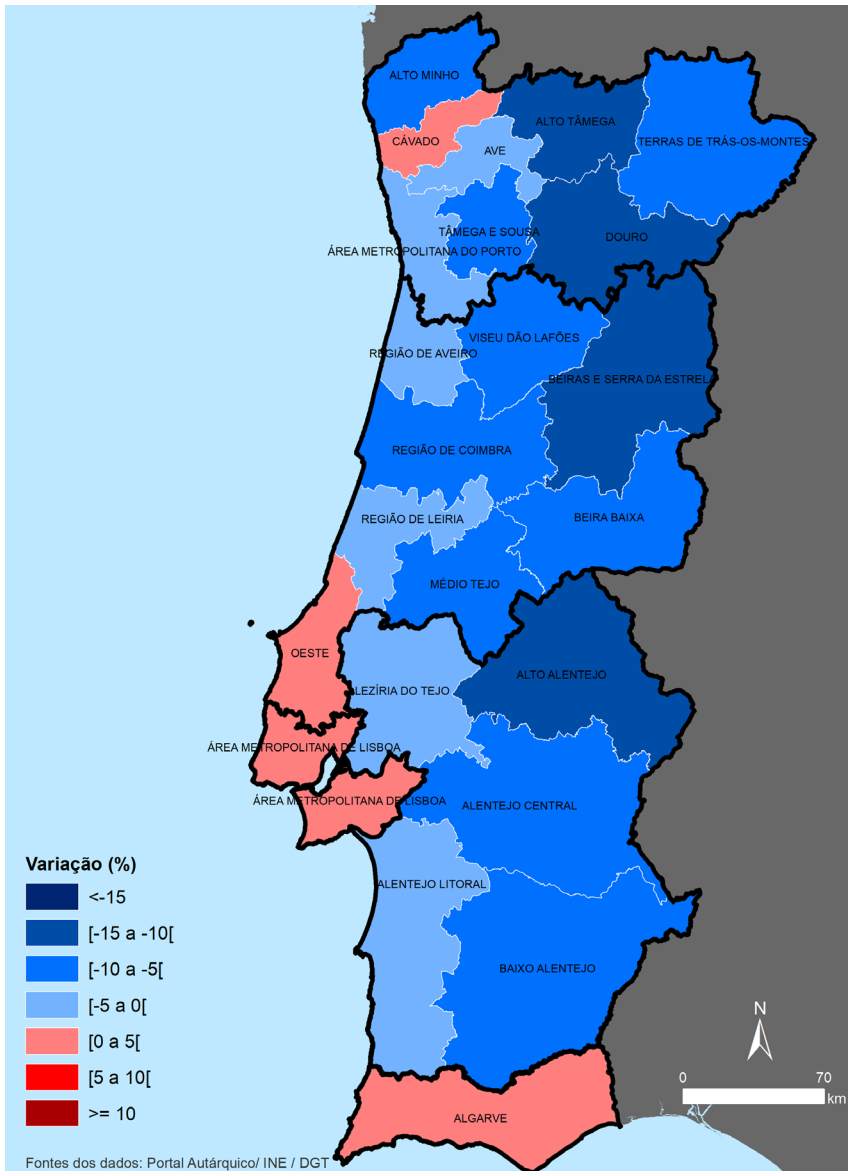 ALTO MINHO
ALTO TÂMEGA
CÁVADO
TERRAS DE TRÁS-OS-MONTES
AVE
TÂMEGA E SOUSA
DOURO
ÁREA METROPOLITANA DO PORTO
VISEU DÃO LAFÕES
REGIÃO DE AVEIRO
BEIRAS E SERRA DA ESTRELA
REGIÃO DE COIMBRA
REGIÃO DE LEIRIA
BEIRA BAIXA
MÉDIO TEJO
OESTE
ALTO ALENTEJO
LEZÍRIA DO TEJO
ÁREA METROPOLITANA DE LISBOA
ÁREA METROPOLITANA DE LISBOA
ALENTEJO CENTRAL
ALENTEJO LITORAL
BAIXO ALENTEJO
ALGARVE
Variação (%)
<-15
[-15 a -10[
[-10 a -5[
[-5 a 0[
[0 a 5[
[5 a 10[
>= 10
N
0 70
km
Fontes dos dados: Portal Autárquico/ INE / DGT